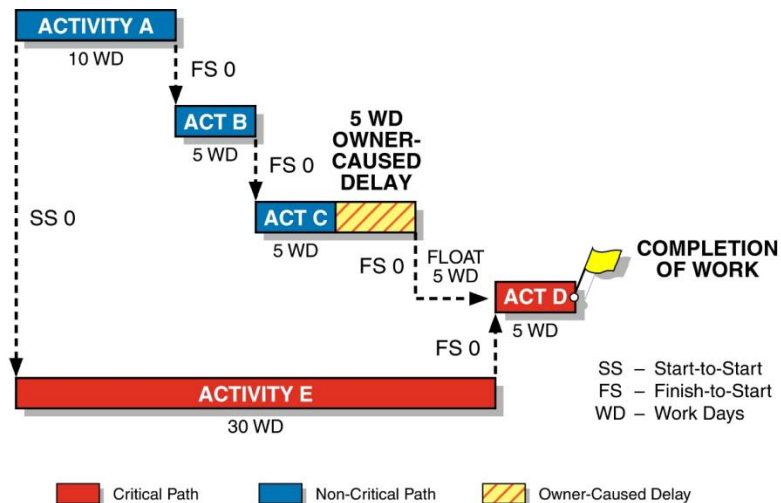 ACTIVITY A
10 WD
FS 0
ACT B
5 WD
FS 0
5 WD
OWNER-
CAUSED
DELAY
SS 0
ACT C
5 WD
FS 0
FLOAT
5 WD
COMPLETION
OF WORK
ACT D
5 WD
FS 0
ACTIVITY E
30 WD
SS – Start-to-Start
FS – Finish-to-Start
WD – Work Days
Critical Path
Non-Critical Path
Owner-Caused Delay